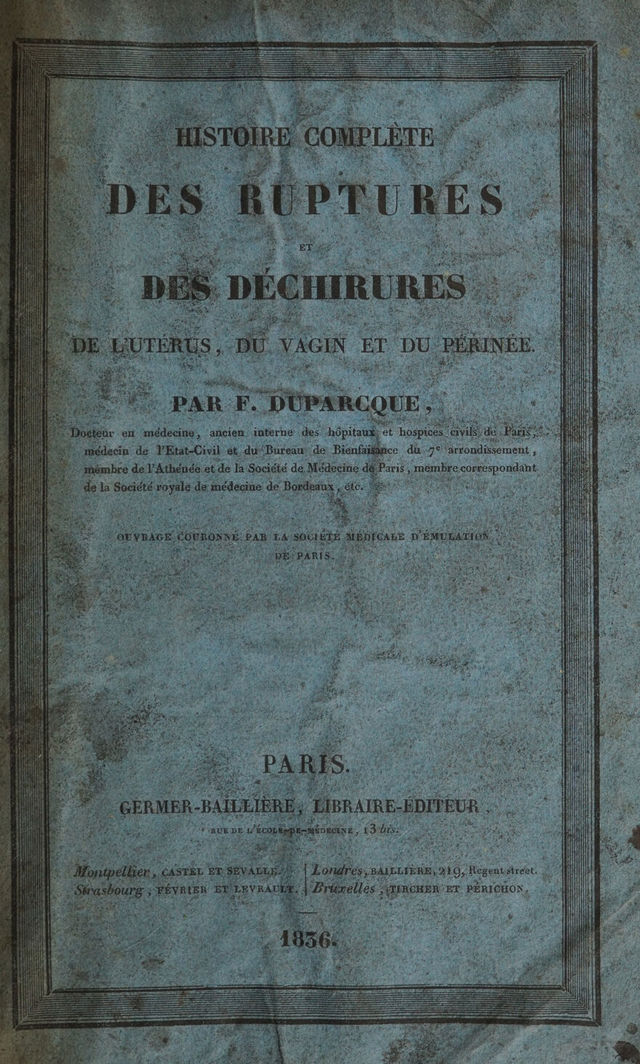 HISTOIRE COMPLÈTE
DES RUPTURES
ET
DES DÉCHIRURES
DE L'UTÉRUS, DU VAGIN ET DU PÉRINÉE.
PAR F. DUPARCQUE,
Docteur en médecine, ancien interne des hôpitaux et hospices civils de Paris,
médecin de l'Etat-Civil et du Bureau de Bienfaisance du 7e arrondissement,
membre de l'Athénée et de la Société de Médecine de Paris, membre correspondant
de la Société royale de médecine de Bordeaux, etc.
OUVRAGE COURONNÉ PAR LA SOCIÉTÉ MÉDICALE D'ÉMULATION
DE PARIS.
PARIS.
GERMER-BAILLIÈRE, LIBRAIRE-EDITEUR.
RUE DE L'ÉCOLE-DE-MÉDECINE, 13 bis.
Montpellier, CASTEL ET SEVALLE. Londres, BAILLIERE, 219, Regent street.
Strasbourg, FÉVRIER ET LEVRAULT. Bruxelles, TIRCHER ET PÉRICHON.
1836.